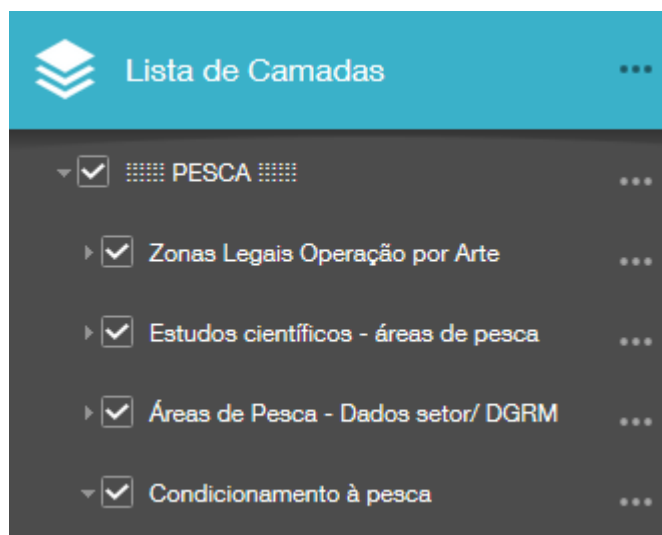 Lista de Camadas
░░░ PESCA ░░░
Zonas Legais Operação por Arte
Estudos científicos - áreas de pesca
Áreas de Pesca - Dados setor/ DGRM
Condicionamento à pesca